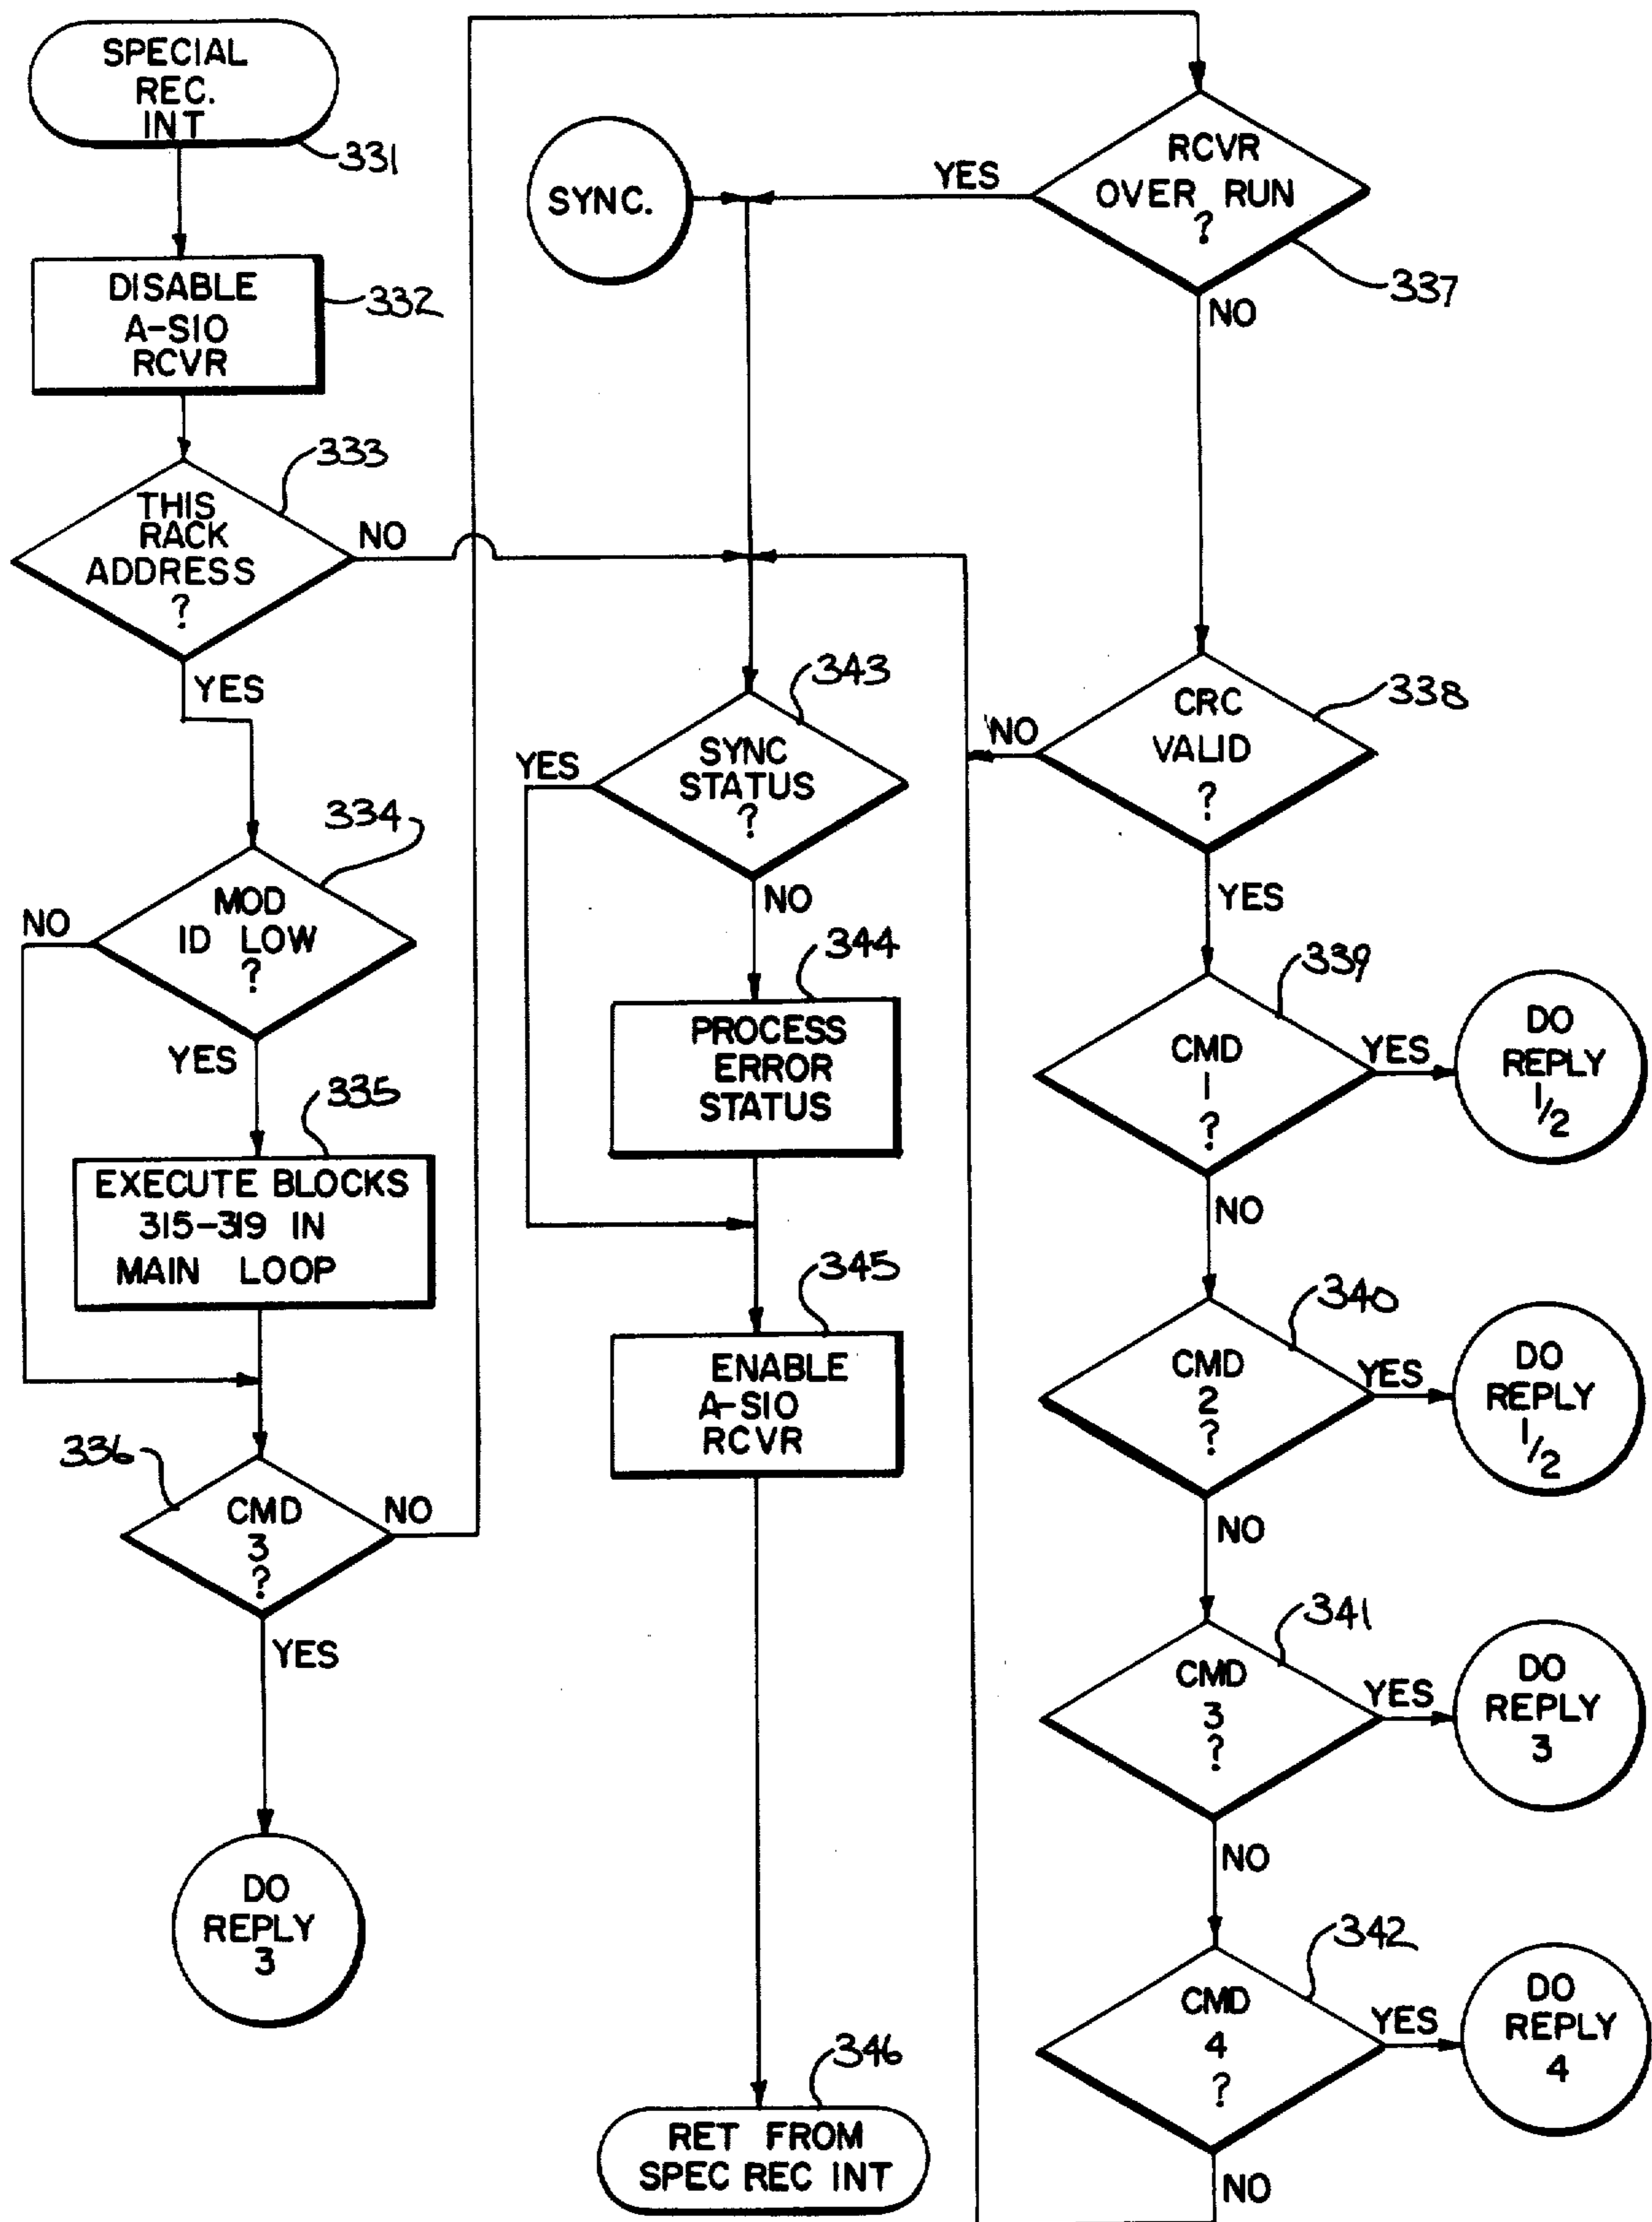 SPECIAL
REC.
INT
331
DISABLE
A-SIO
RCVR
332
THIS
RACK
ADDRESS
?
333
NO
YES
MOD
ID LOW
?
334
NO
YES
EXECUTE BLOCKS
315-319 IN
MAIN LOOP
335
CMD
3
?
336
NO
YES
DO
REPLY
3
SYNC.
SYNC
STATUS
?
343
YES
NO
PROCESS
ERROR
STATUS
344
ENABLE
A-SIO
RCVR
345
RET FROM
SPEC REC INT
346
RCVR
OVER RUN
?
337
YES
NO
CRC
VALID
?
338
NO
YES
CMD
1
?
339
YES
DO
REPLY
1/2
NO
CMD
2
?
340
YES
DO
REPLY
1/2
NO
CMD
3
?
341
YES
DO
REPLY
3
NO
CMD
4
?
342
YES
DO
REPLY
4
NO